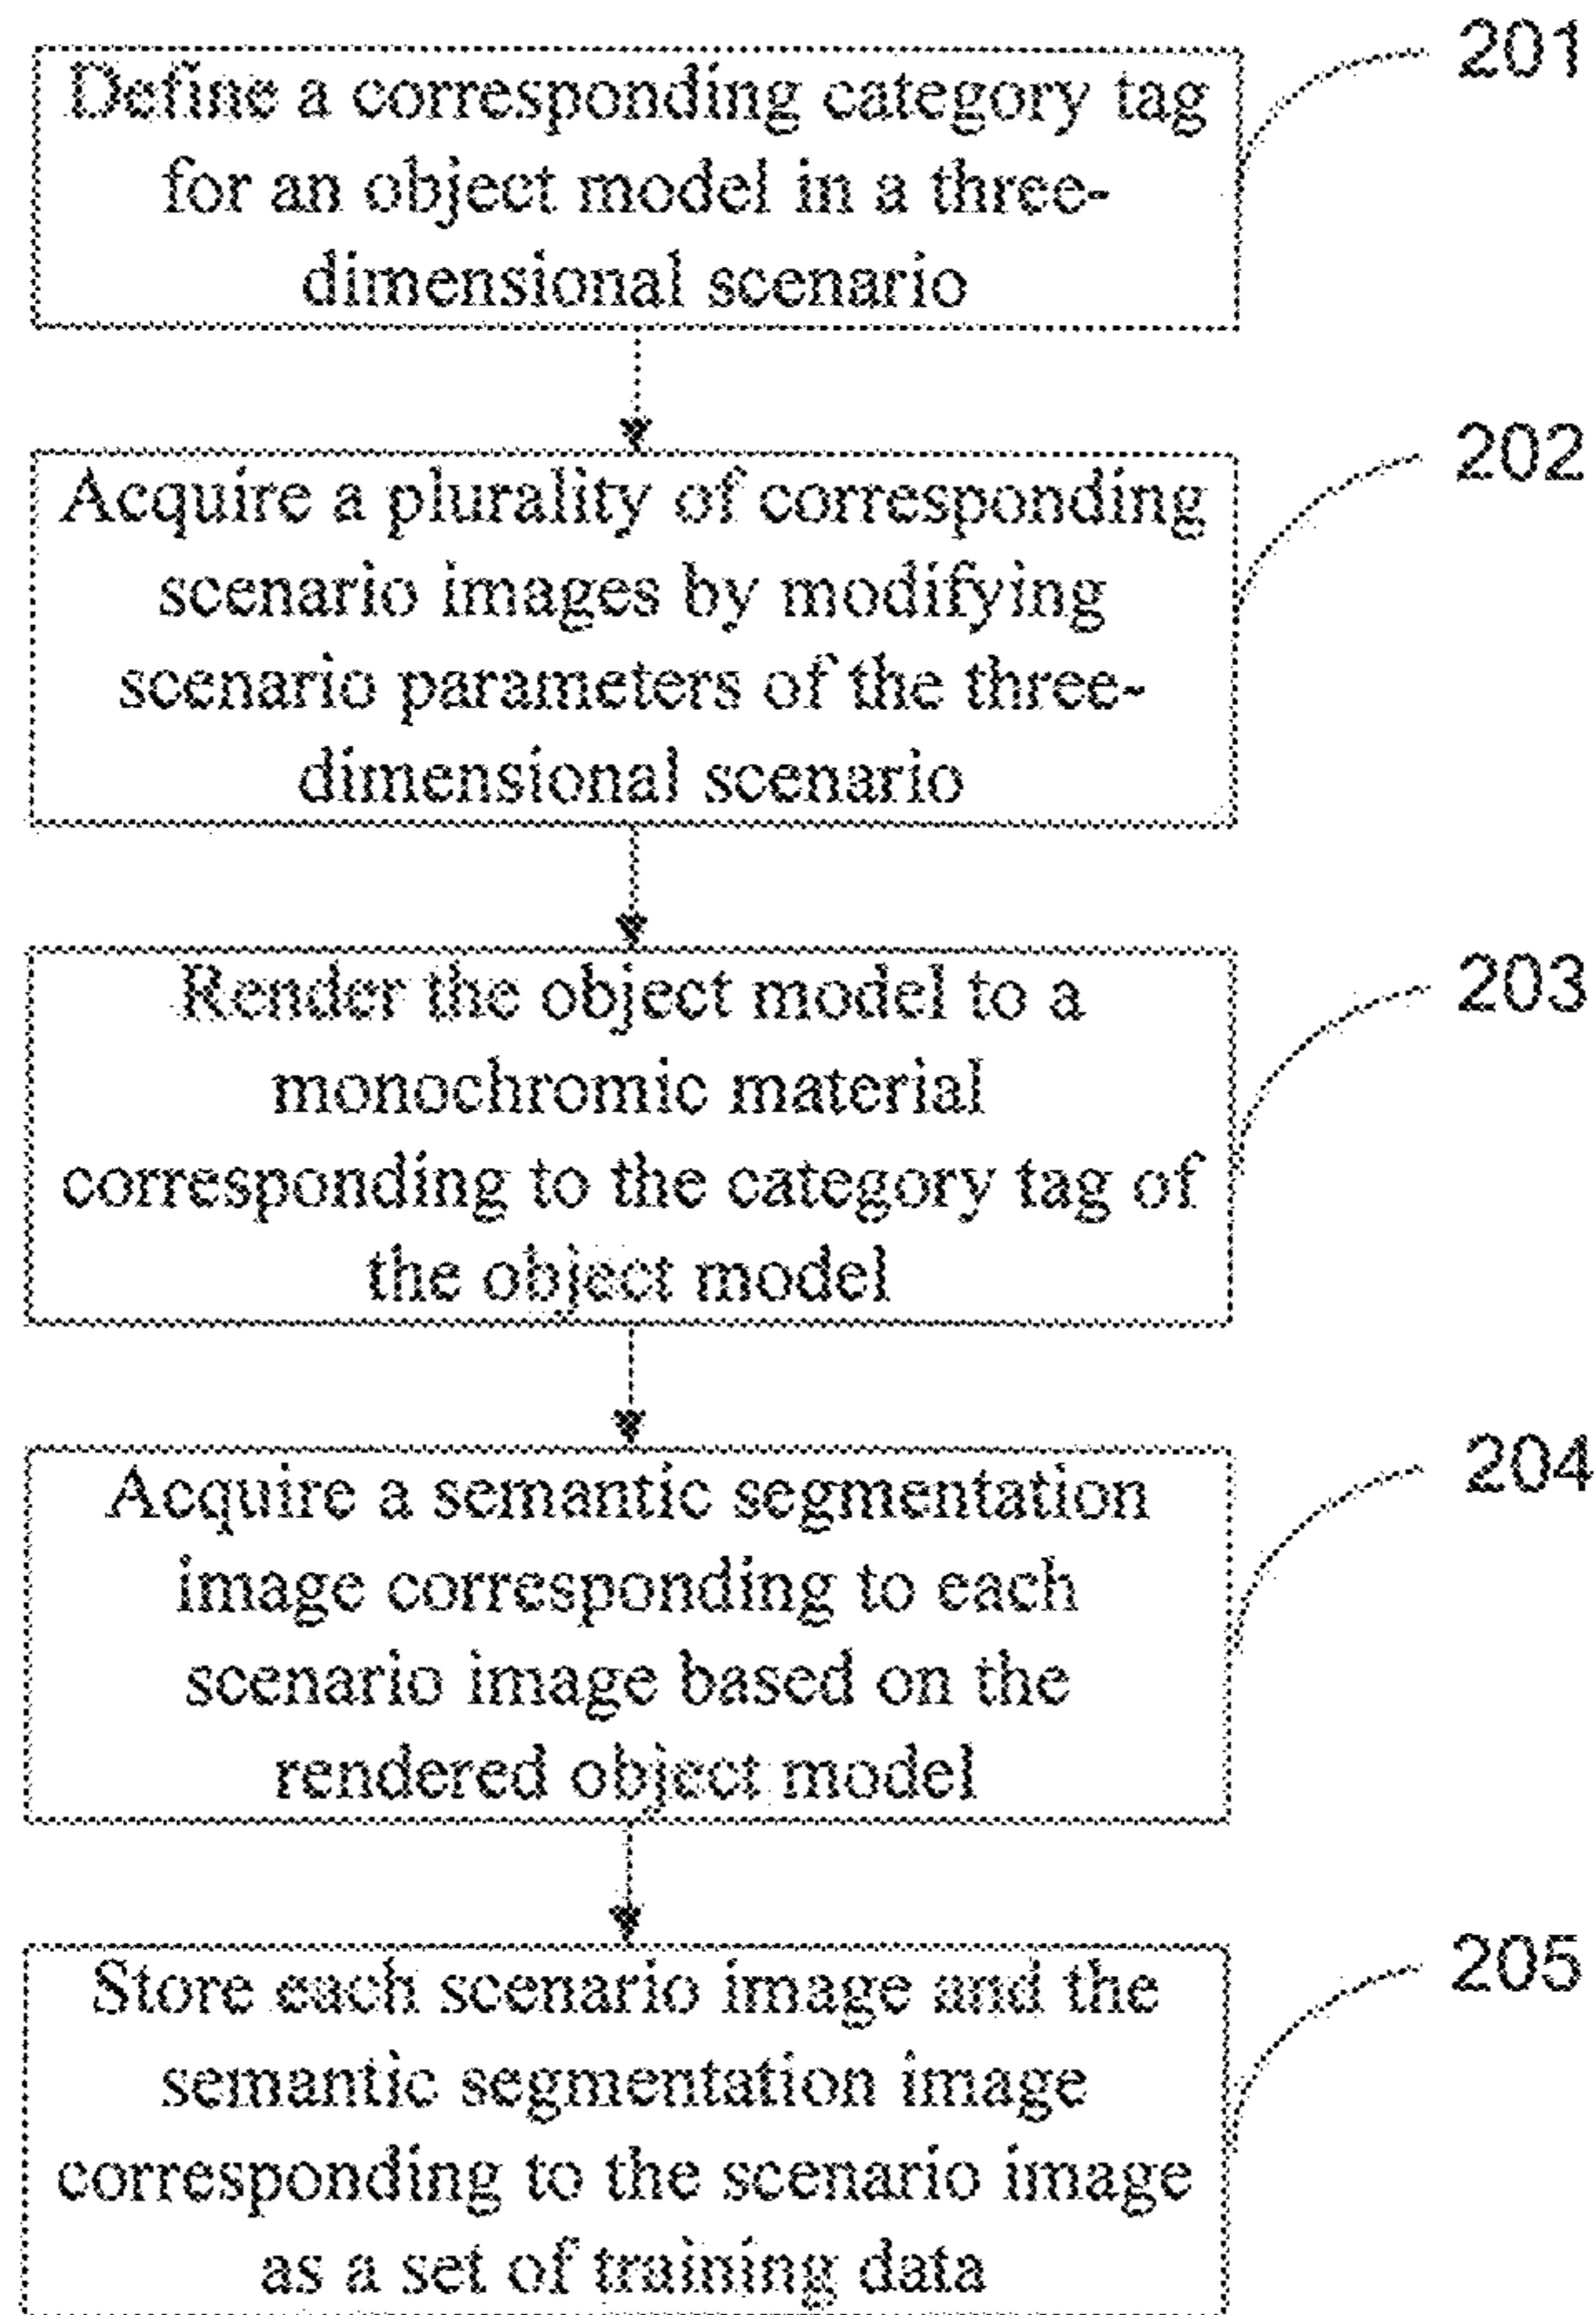 Define a corresponding category tag
for an object model in a three-
dimensional scenario
201
Acquire a plurality of corresponding
scenario images by modifying
scenario parameters of the three-
dimensional scenario
202
Render the object model to a
monochromic material
corresponding to the category tag of
the object model
203
Acquire a semantic segmentation
image corresponding to each
scenario image based on the
rendered object model
204
Store each scenario image and the
semantic segmentation image
corresponding to the scenario image
as a set of training data
205